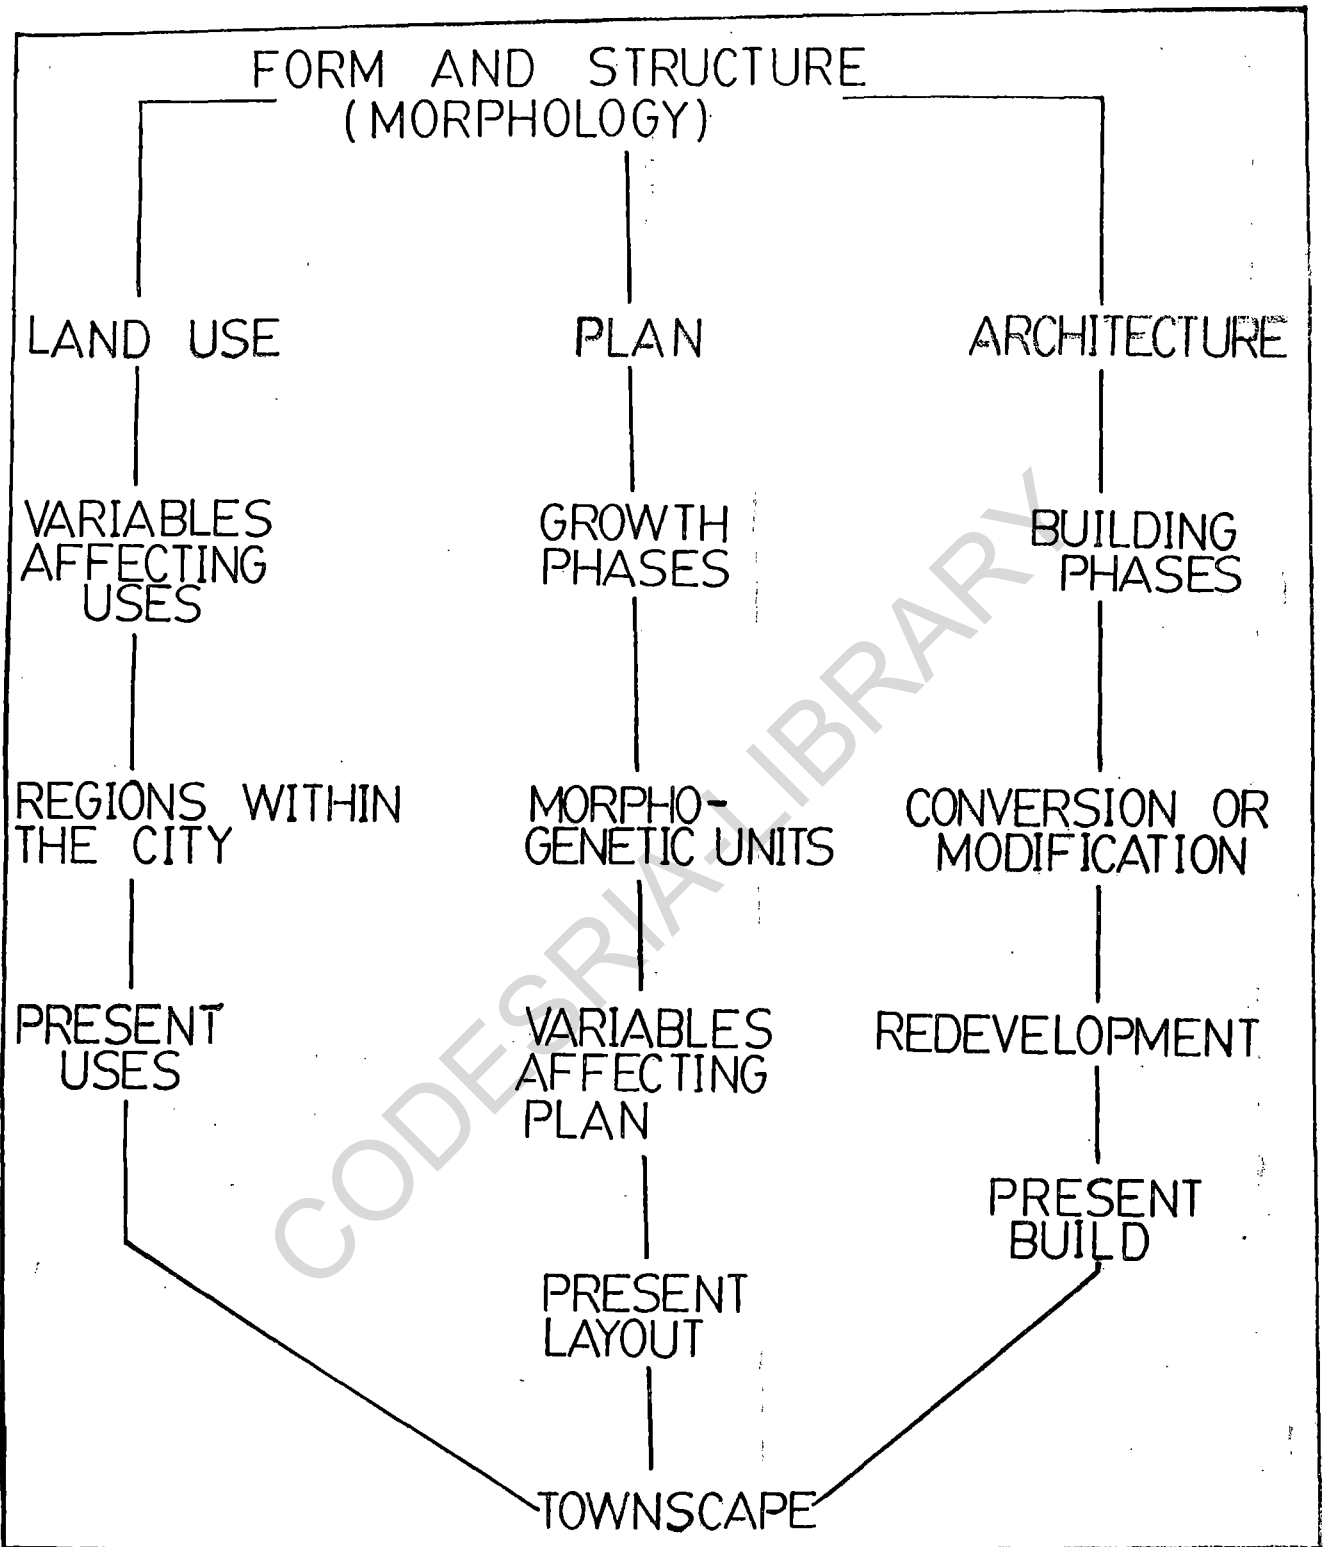 FORM AND STRUCTURE
(MORPHOLOGY)
LAND USE
PLAN
ARCHITECTURE
VARIABLES
AFFECTING
USES
GROWTH
PHASES
BUILDING
PHASES
REGIONS WITHIN
THE CITY
MORPHO-
GENETIC UNITS
CONVERSION OR
MODIFICATION
PRESENT
USES
VARIABLES
AFFECTING
PLAN
REDEVELOPMENT
PRESENT
BUILD
PRESENT
LAYOUT
TOWNSCAPE
CODESRIA-LIBRARY